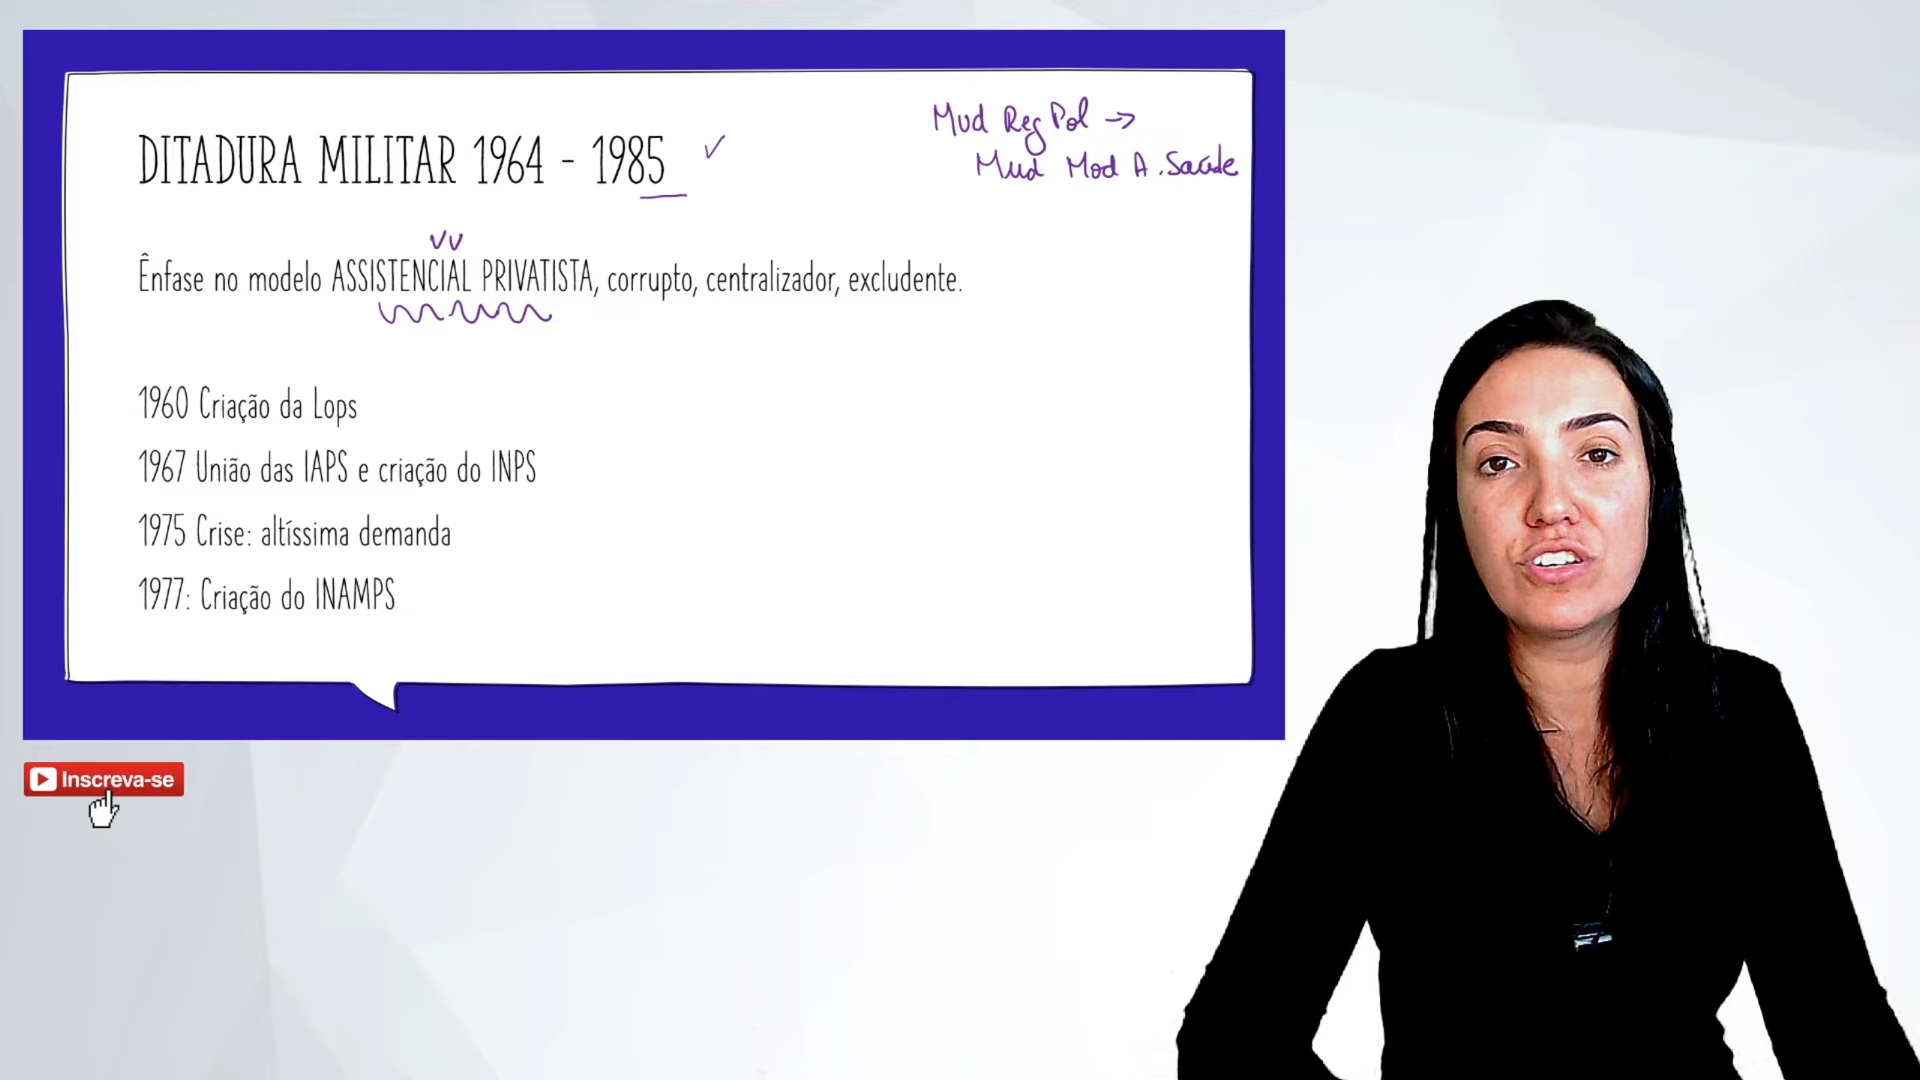 DITADURA MILITAR 1964 - 1985
Mud Reg Pol →
Mud Mod A. Saúde
Ênfase no modelo ASSISTENCIAL PRIVATISTA, corrupto, centralizador, excludente.
1960 Criação da Lops
1967 União das IAPS e criação do INPS
1975 Crise: altíssima demanda
1977: Criação do INAMPS
Inscreva-se